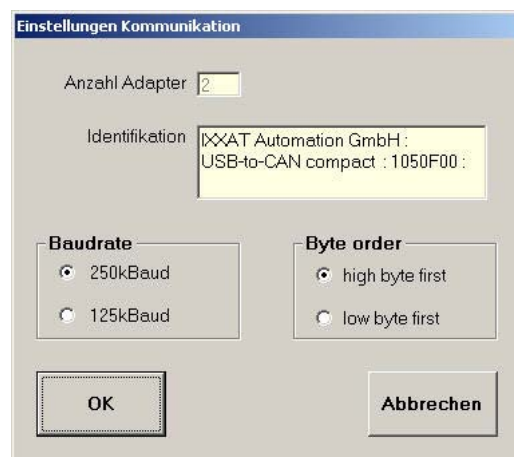 Einstellungen Kommunikation
Anzahl Adapter 2
Identifikation IXXAT Automation GmbH :
USB-to-CAN compact : 1050F00 :
Baudrate
250kBaud
125kBaud
Byte order
high byte first
low byte first
OK
Abbrechen